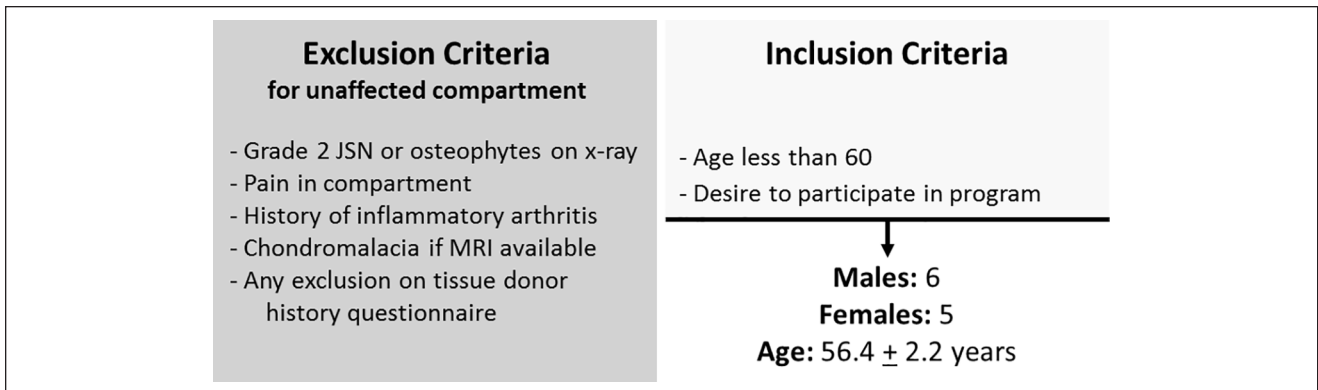 Exclusion Criteria
for unaffected compartment
- Grade 2 JSN or osteophytes on x-ray
- Pain in compartment
- History of inflammatory arthritis
- Chondromalacia if MRI available
- Any exclusion on tissue donor
history questionnaire
Inclusion Criteria
- Age less than 60
- Desire to participate in program
Males: 6
Females: 5
Age: 56.4 ± 2.2 years